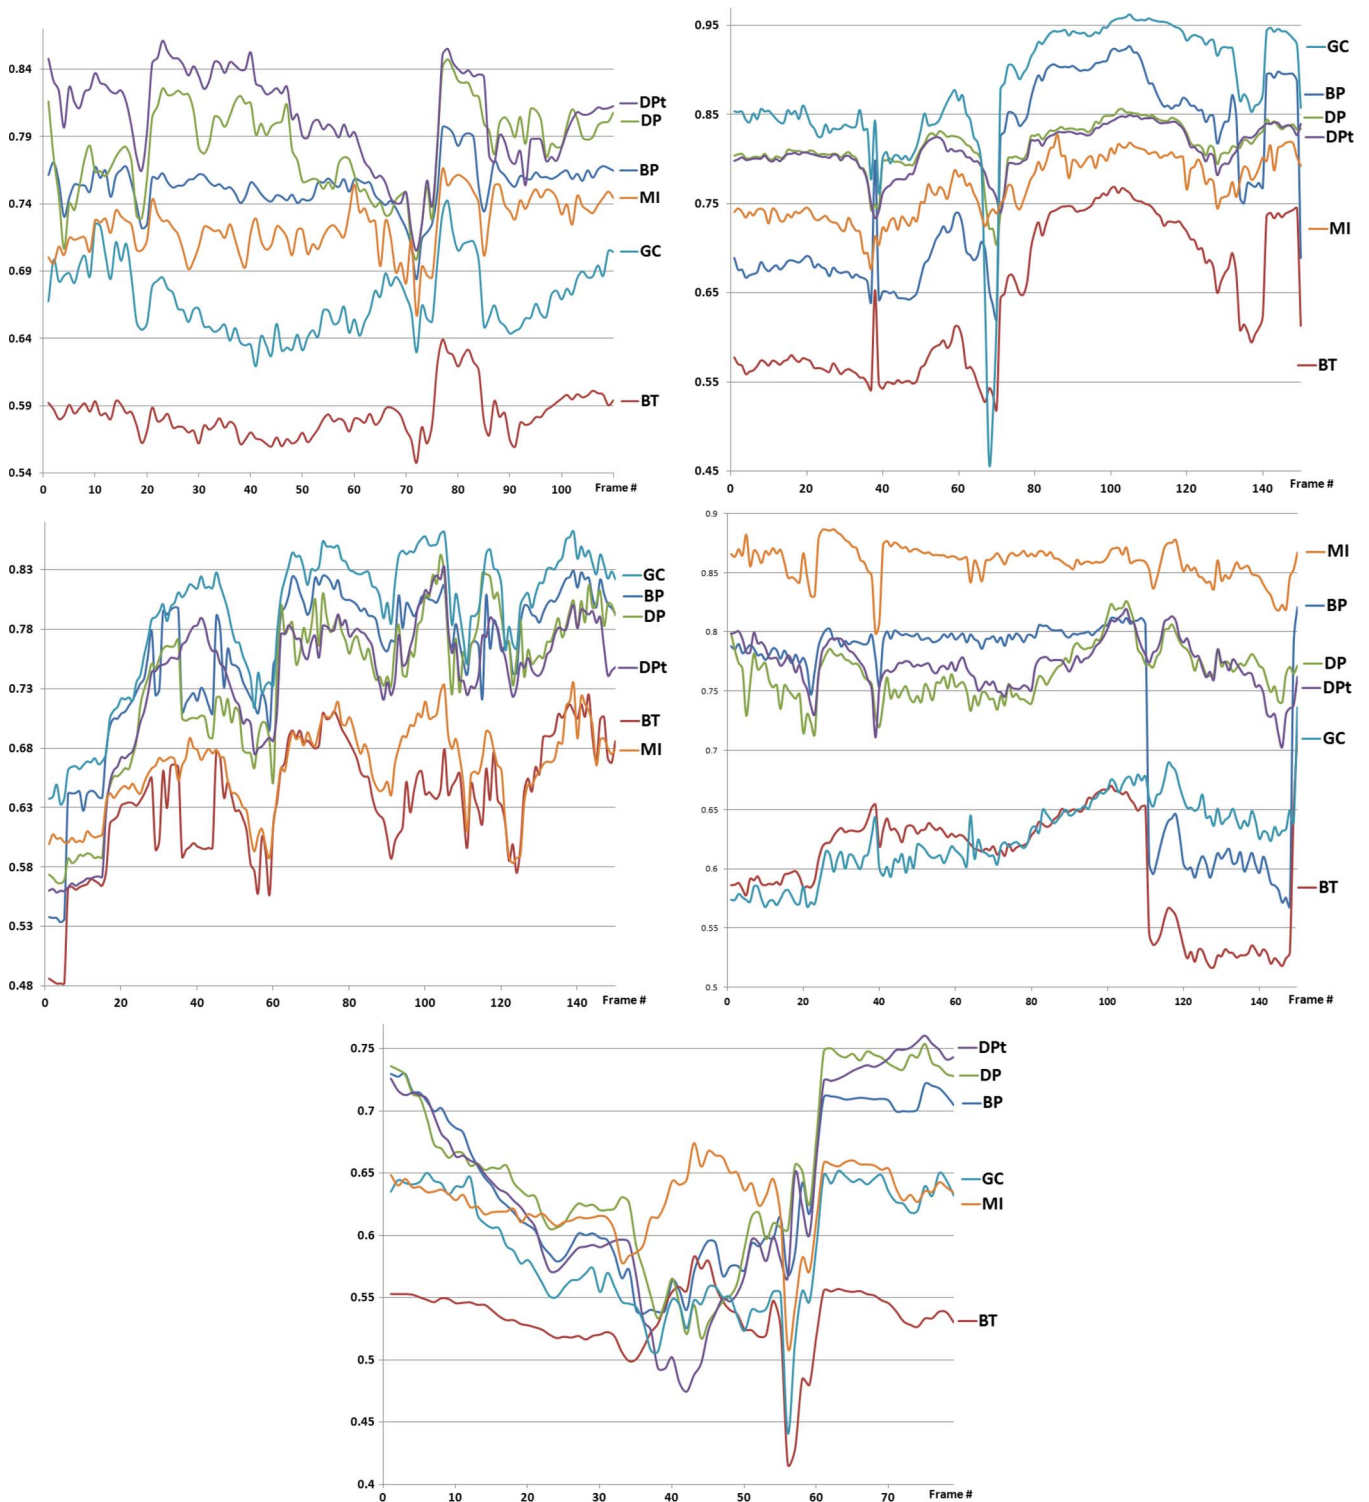 0.84
0.79
0.74
0.69
0.64
0.59
0.54
0 10 20 30 40 50 60 70 80 90 100 Frame #
DPt
DP
BP
MI
GC
BT
0.95
0.85
0.75
0.65
0.55
0.45
0 20 40 60 80 100 120 140 Frame #
GC
BP
DP
DPt
MI
BT
0.83
0.78
0.73
0.68
0.63
0.58
0.53
0.48
0 20 40 60 80 100 120 140 Frame #
GC
BP
DP
DPt
BT
MI
0.9
0.85
0.8
0.75
0.7
0.65
0.6
0.55
0.5
0 20 40 60 80 100 120 140 Frame #
MI
BP
DP
DPt
GC
BT
0.75
0.7
0.65
0.6
0.55
0.5
0.45
0.4
0 10 20 30 40 50 60 70 Frame #
DPt
DP
BP
GC
MI
BT